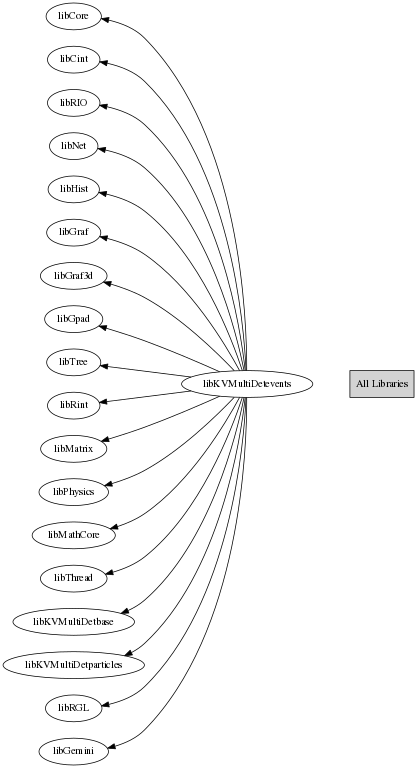 libCore
libCint
libRIO
libNet
libHist
libGraf
libGraf3d
libGpad
libTree
libKVMultiDetevents
All Libraries
libRint
libMatrix
libPhysics
libMathCore
libThread
libKVMultiDetbase
libKVMultiDetparticles
libRGL
libGemini